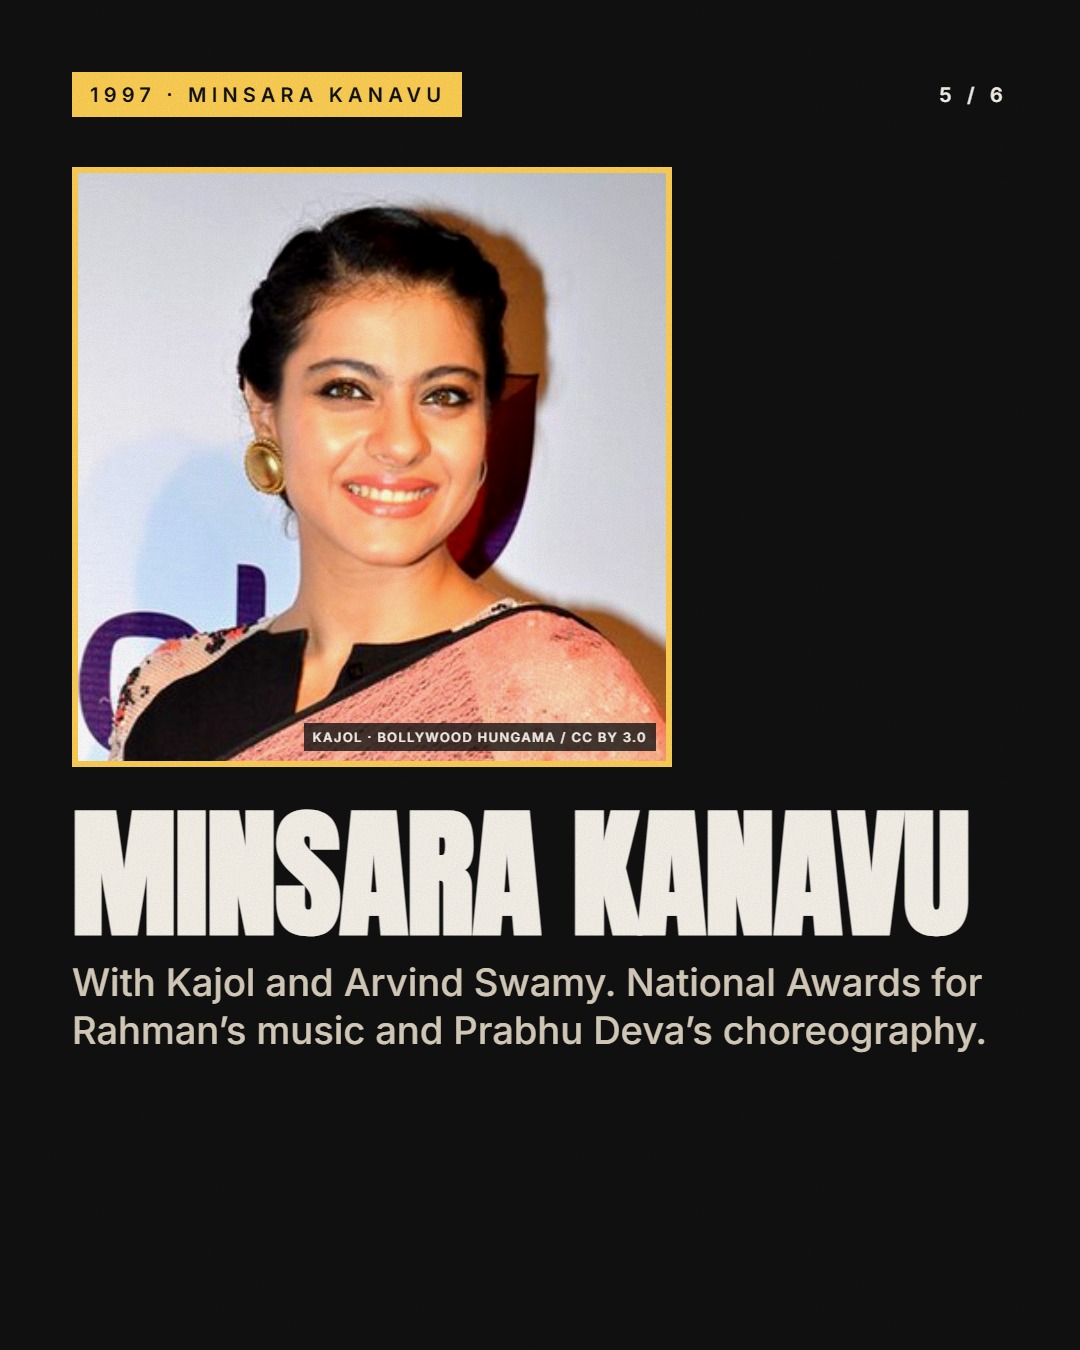 1997 · MINSARA KANAVU
5 / 6
KAJOL · BOLLYWOOD HUNGAMA / CC BY 3.0
MINSARA KANAVU
With Kajol and Arvind Swamy. National Awards for
Rahman’s music and Prabhu Deva’s choreography.